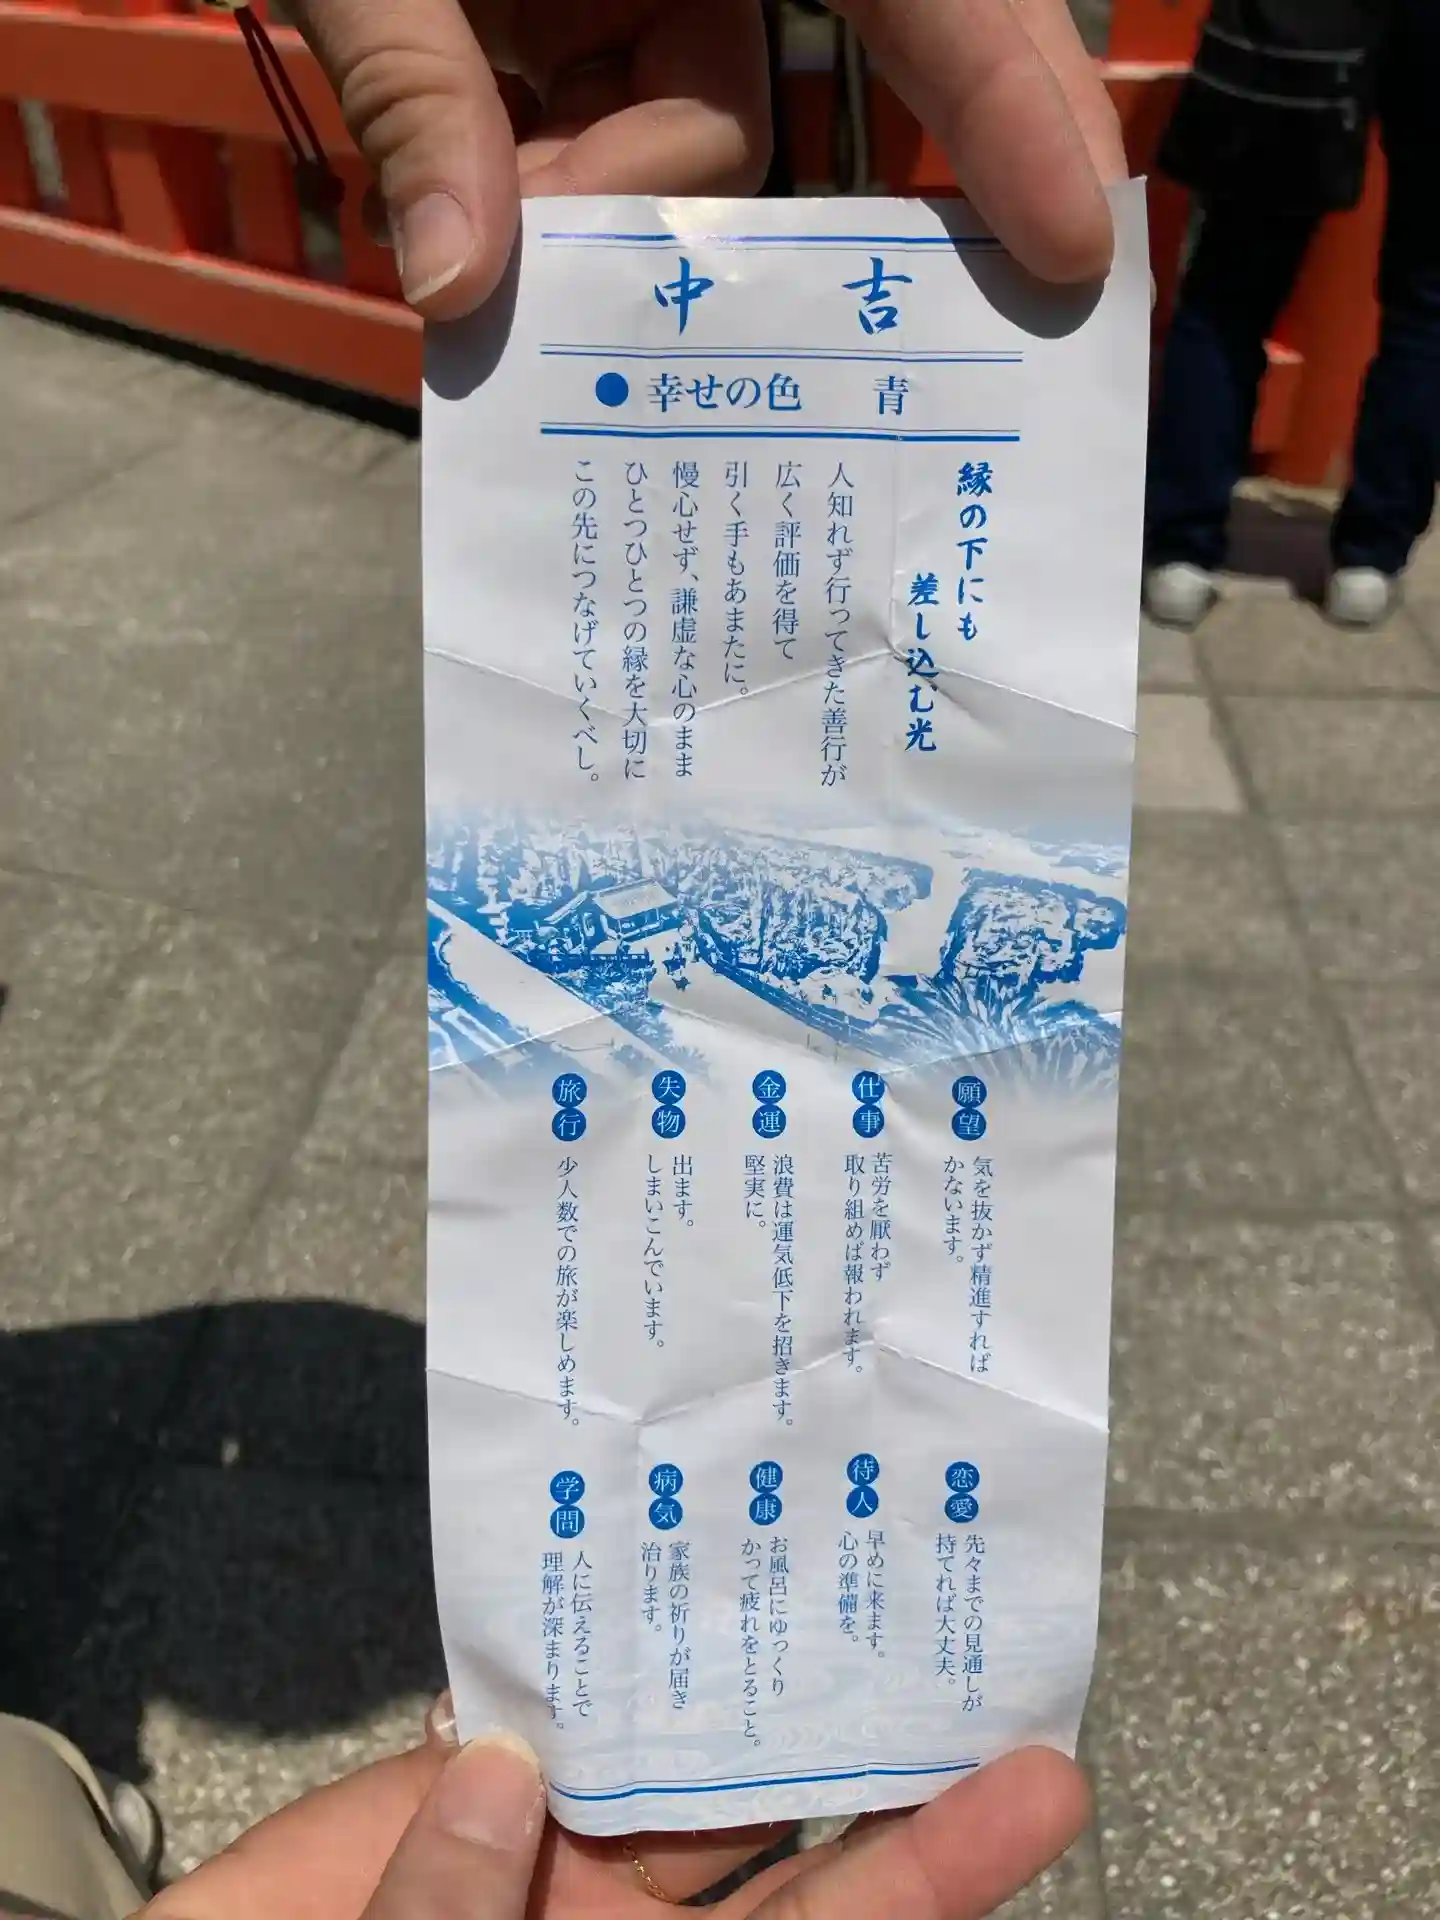 中 吉
● 幸せの色 青
縁の下にも
差し込む光
人知れず行ってきた善行が
広く評価を得て
引く手もあまたに。
慢心せず、謙虚な心のまま
ひとつひとつの縁を大切に
この先につなげていくべし。
願望
気を抜かず精進すれば
かないます。
仕事
苦労を厭わず
取り組めば報われます。
金運
浪費は運気低下を招きます。
堅実に。
失物
出ます。
しまいこんでいます。
旅行
少人数での旅が楽しめます。
恋愛
先々までの見通しが
持てれば大丈夫。
待人
早めに来ます。
心の準備を。
健康
お風呂にゆっくり
かって疲れをとること。
病気
家族の祈りが届き
治ります。
学問
人に伝えることで
理解が深まります。